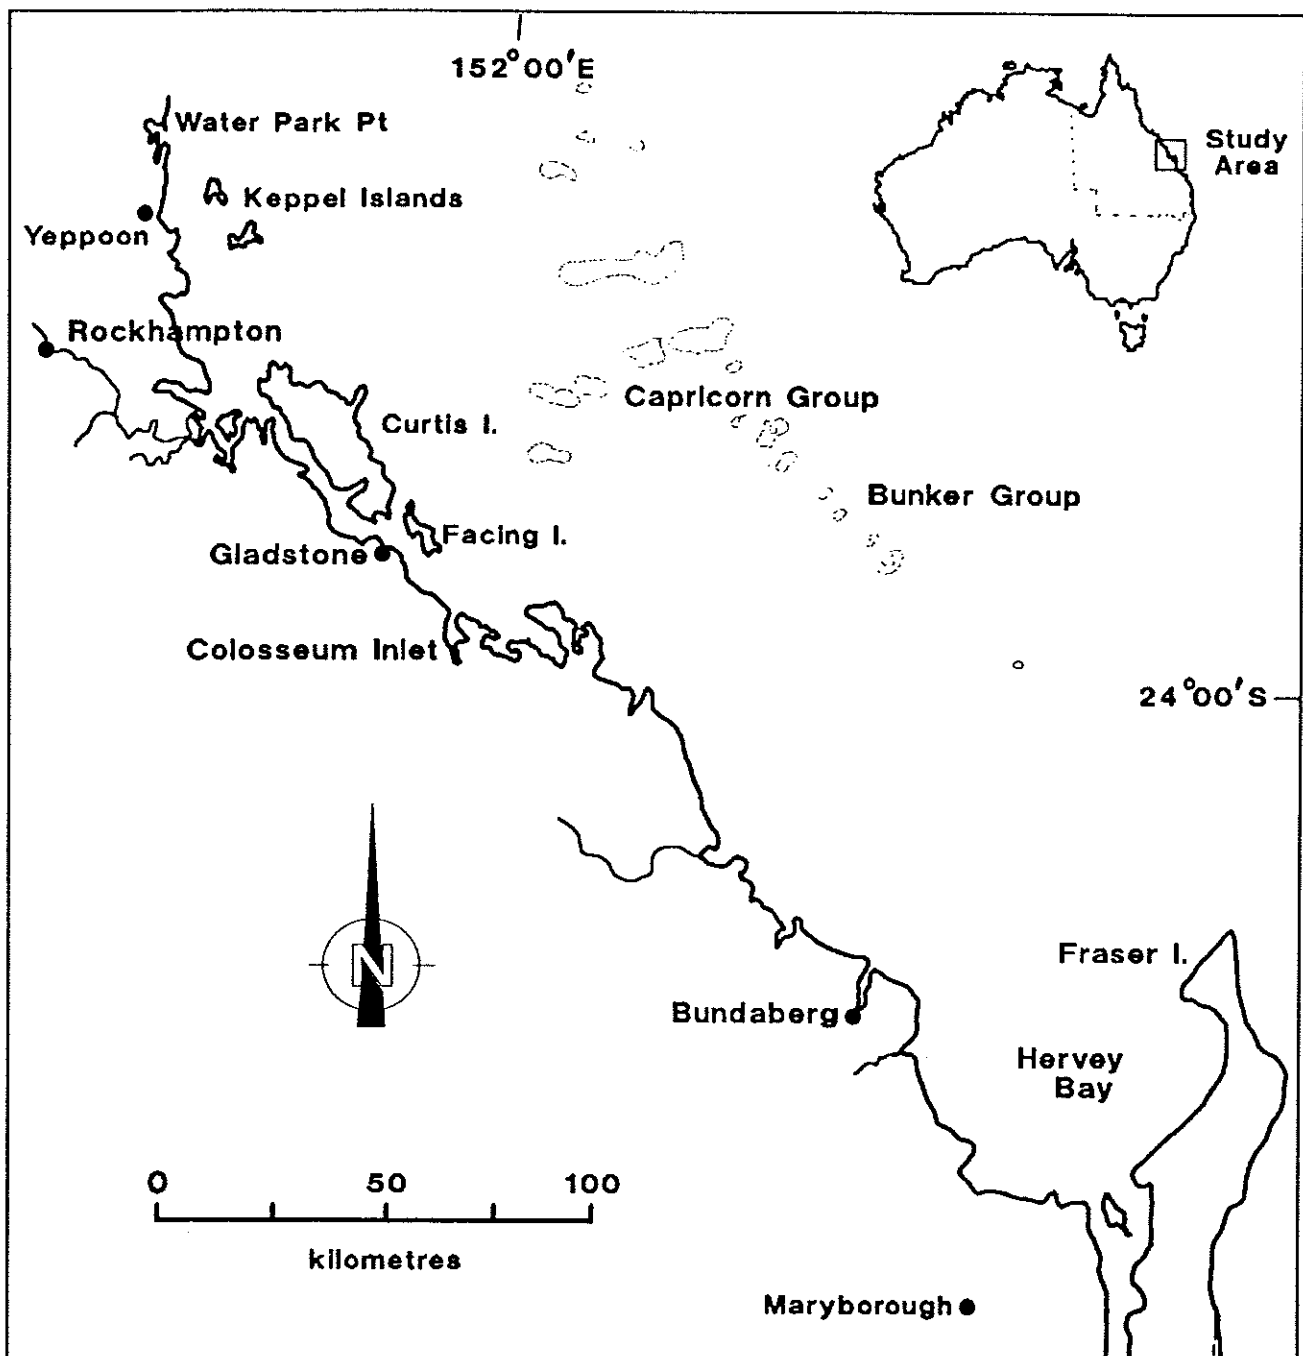 152°00'E
Water Park Pt
Study
Area
Keppel Islands
Yeppoon
Rockhampton
Capricorn Group
Curtis I.
Bunker Group
Facing I.
Gladstone
Colosseum Inlet
24°00'S
Fraser I.
N
Bundaberg
Hervey
Bay
0 50 100
kilometres
Maryborough